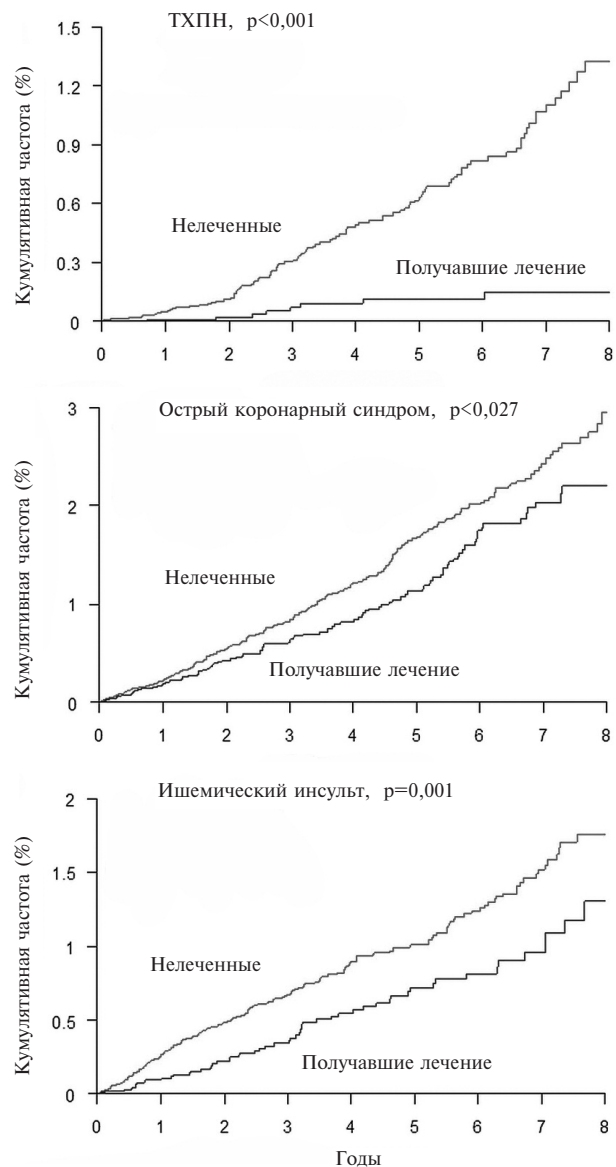 ТХПН, p<0,001
Кумулятивная частота (%)
1.5
1.2
0.9
0.6
0.3
0
Нелеченные
Получавшие лечение
0 1 2 3 4 5 6 7 8
Острый коронарный синдром, p<0,027
Кумулятивная частота (%)
3
2
1
0
Нелеченные
Получавшие лечение
0 1 2 3 4 5 6 7 8
Ишемический инсульт, p=0,001
Кумулятивная частота (%)
2
1.5
1
0.5
0
Нелеченные
Получавшие лечение
0 1 2 3 4 5 6 7 8
Годы